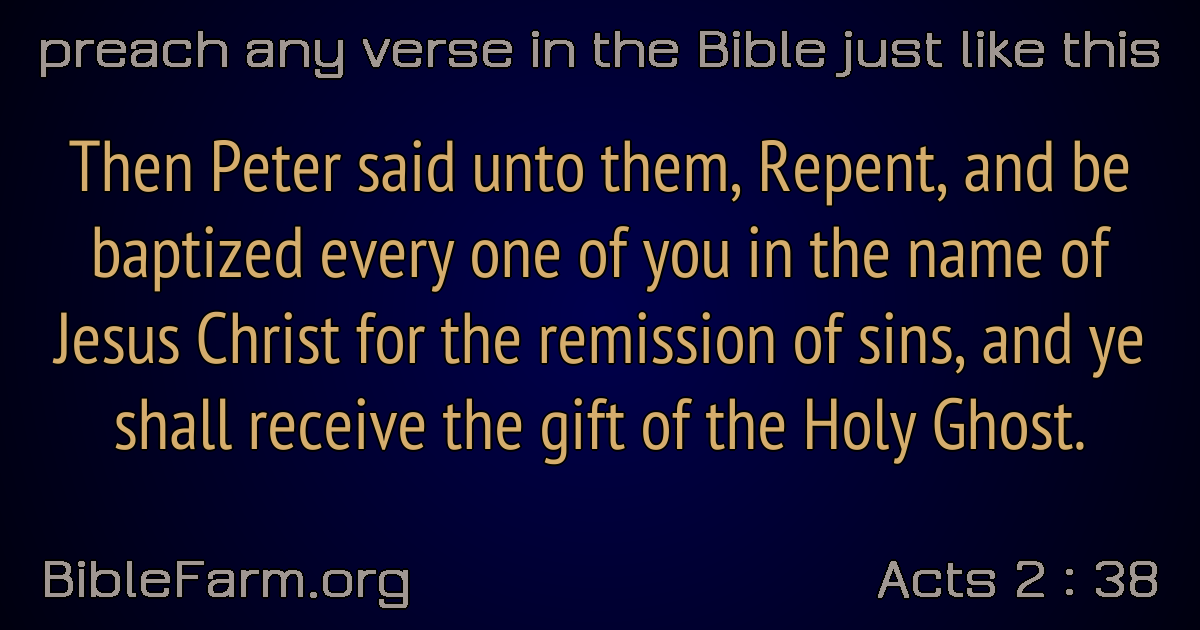 preach any verse in the Bible just like this
Then Peter said unto them, Repent, and be
baptized every one of you in the name of
Jesus Christ for the remission of sins, and ye
shall receive the gift of the Holy Ghost.
BibleFarm.org
Acts 2 : 38